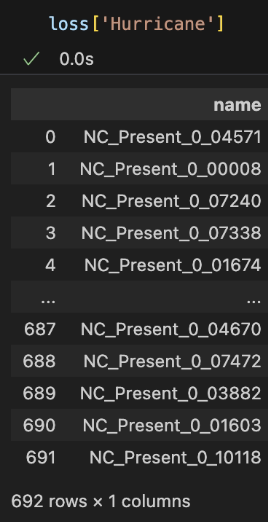 loss['Hurricane']
✓ 0.0s
name
0 NC_Present_0_04571
1 NC_Present_0_00008
2 NC_Present_0_07240
3 NC_Present_0_07338
4 NC_Present_0_01674
... ...
687 NC_Present_0_04670
688 NC_Present_0_07472
689 NC_Present_0_03882
690 NC_Present_0_01603
691 NC_Present_0_10118
692 rows × 1 columns